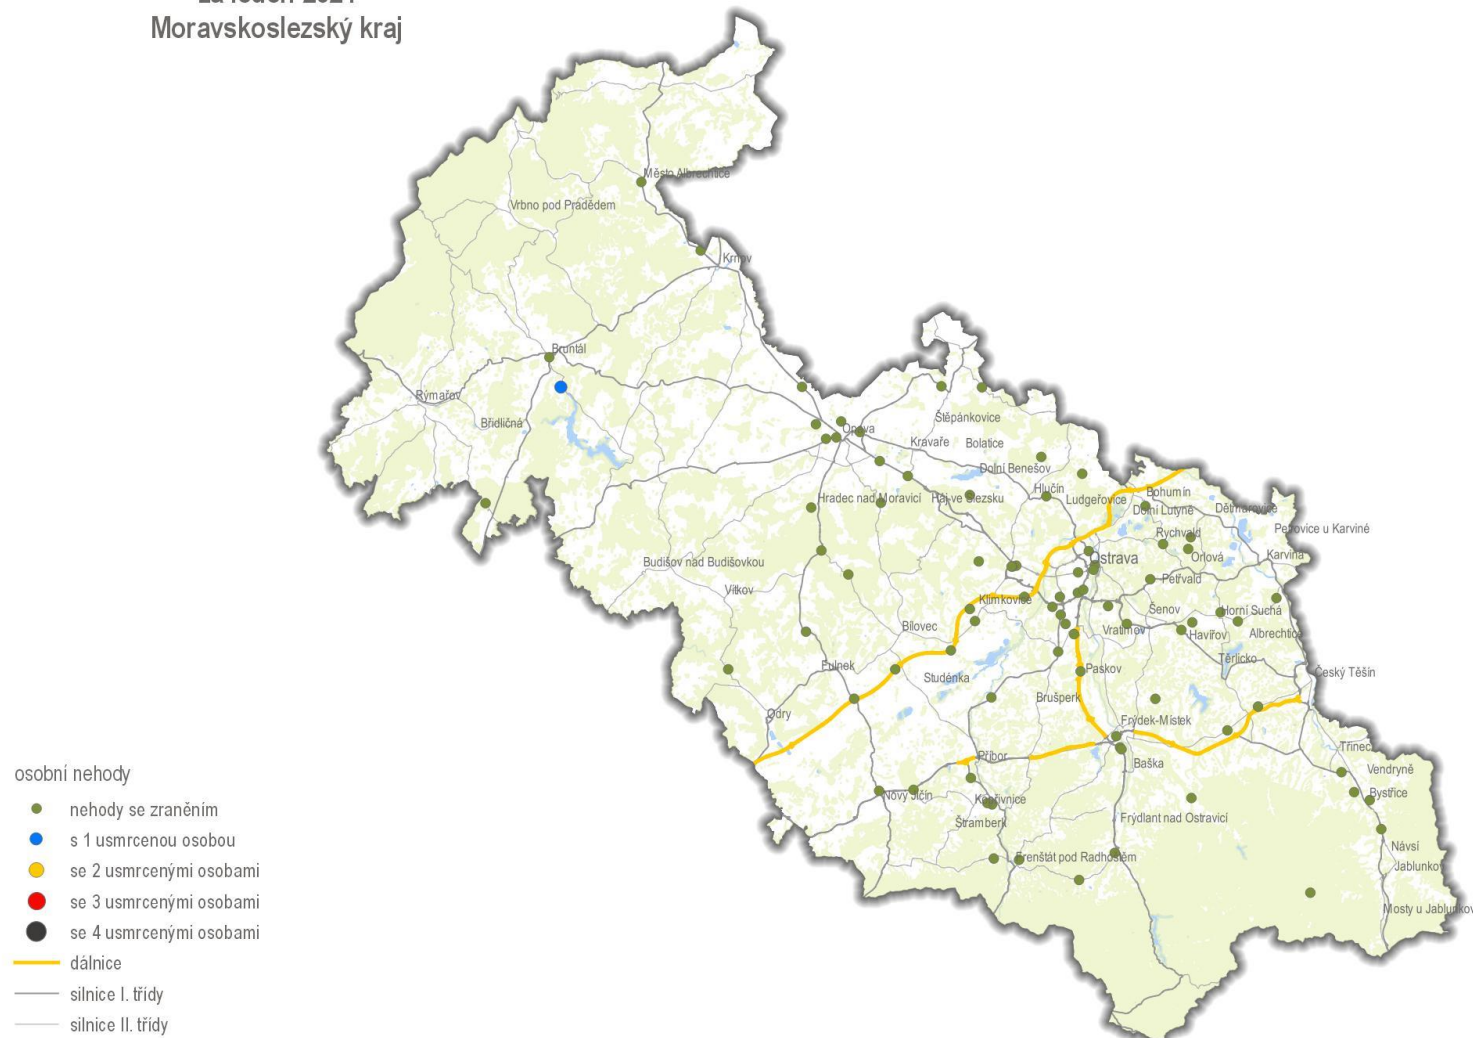 za leden 2024
Moravskoslezský kraj
Město Albrechtice
Vrbno pod Pradědem
Krnov
Bruntál
Rýmařov
Břidličná
Opava
Štěpánkovice
Kravaře
Bolatice
Dolní Benešov
Hlučín
Ludgeřovice
Bohumín
Dolní Lutyně
Dětmarovice
Petrovice u Karviné
Hradec nad Moravicí
Háj ve Slezsku
Rychvald
Orlová
Karviná
Ostrava
Petřvald
Budišov nad Budišovkou
Vítkov
Klimkovice
Šenov
Horní Suchá
Bílovec
Vratimov
Havířov
Albrechtice
Těrlicko
Český Těšín
Fulnek
Studénka
Paskov
Brušperk
Odry
Frýdek-Místek
Třinec
Příbor
Baška
Vendryně
Bystřice
Nový Jičín
Kopřivnice
Štramberk
Frýdlant nad Ostravicí
Návsí
Frenštát pod Radhoštěm
Jablunkov
Mosty u Jablunkov
osobní nehody
nehody se zraněním
s 1 usmrcenou osobou
se 2 usmrcenými osobami
se 3 usmrcenými osobami
se 4 usmrcenými osobami
dálnice
silnice I. třídy
silnice II. třídy